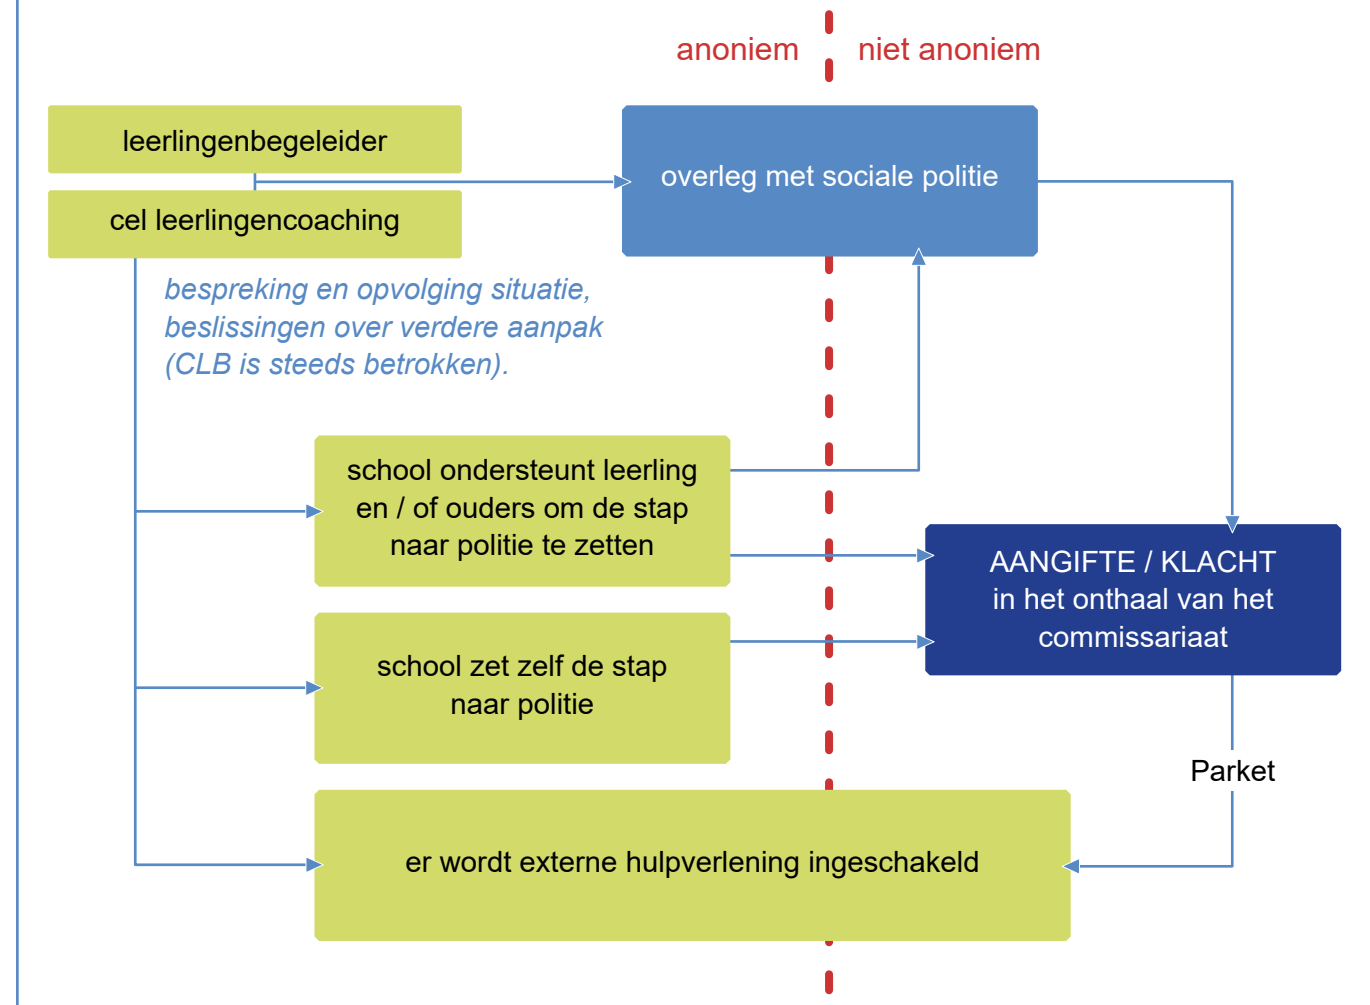 anoniem
niet anoniem
leerlingenbegeleider
cel leerlingencoaching
overleg met sociale politie
bespreking en opvolging situatie,
beslissingen over verdere aanpak
(CLB is steeds betrokken).
school ondersteunt leerling
en / of ouders om de stap
naar politie te zetten
AANGIFTE / KLACHT
in het onthaal van het
commissariaat
school zet zelf de stap
naar politie
Parket
er wordt externe hulpverlening ingeschakeld